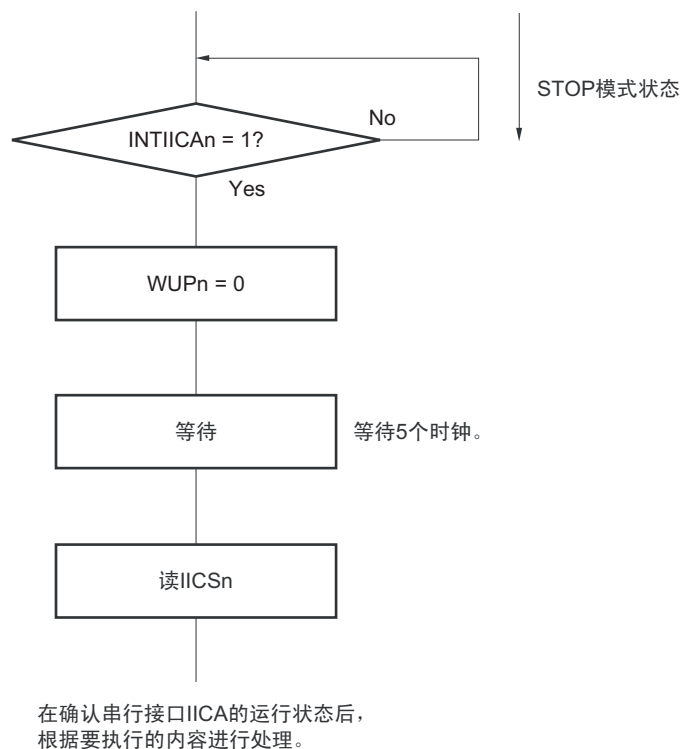 STOP模式状态
No
INTIICAn = 1?
Yes
WUPn = 0
等待
等待5个时钟。
读IICSn
在确认串行接口IICA的运行状态后，
根据要执行的内容进行处理。